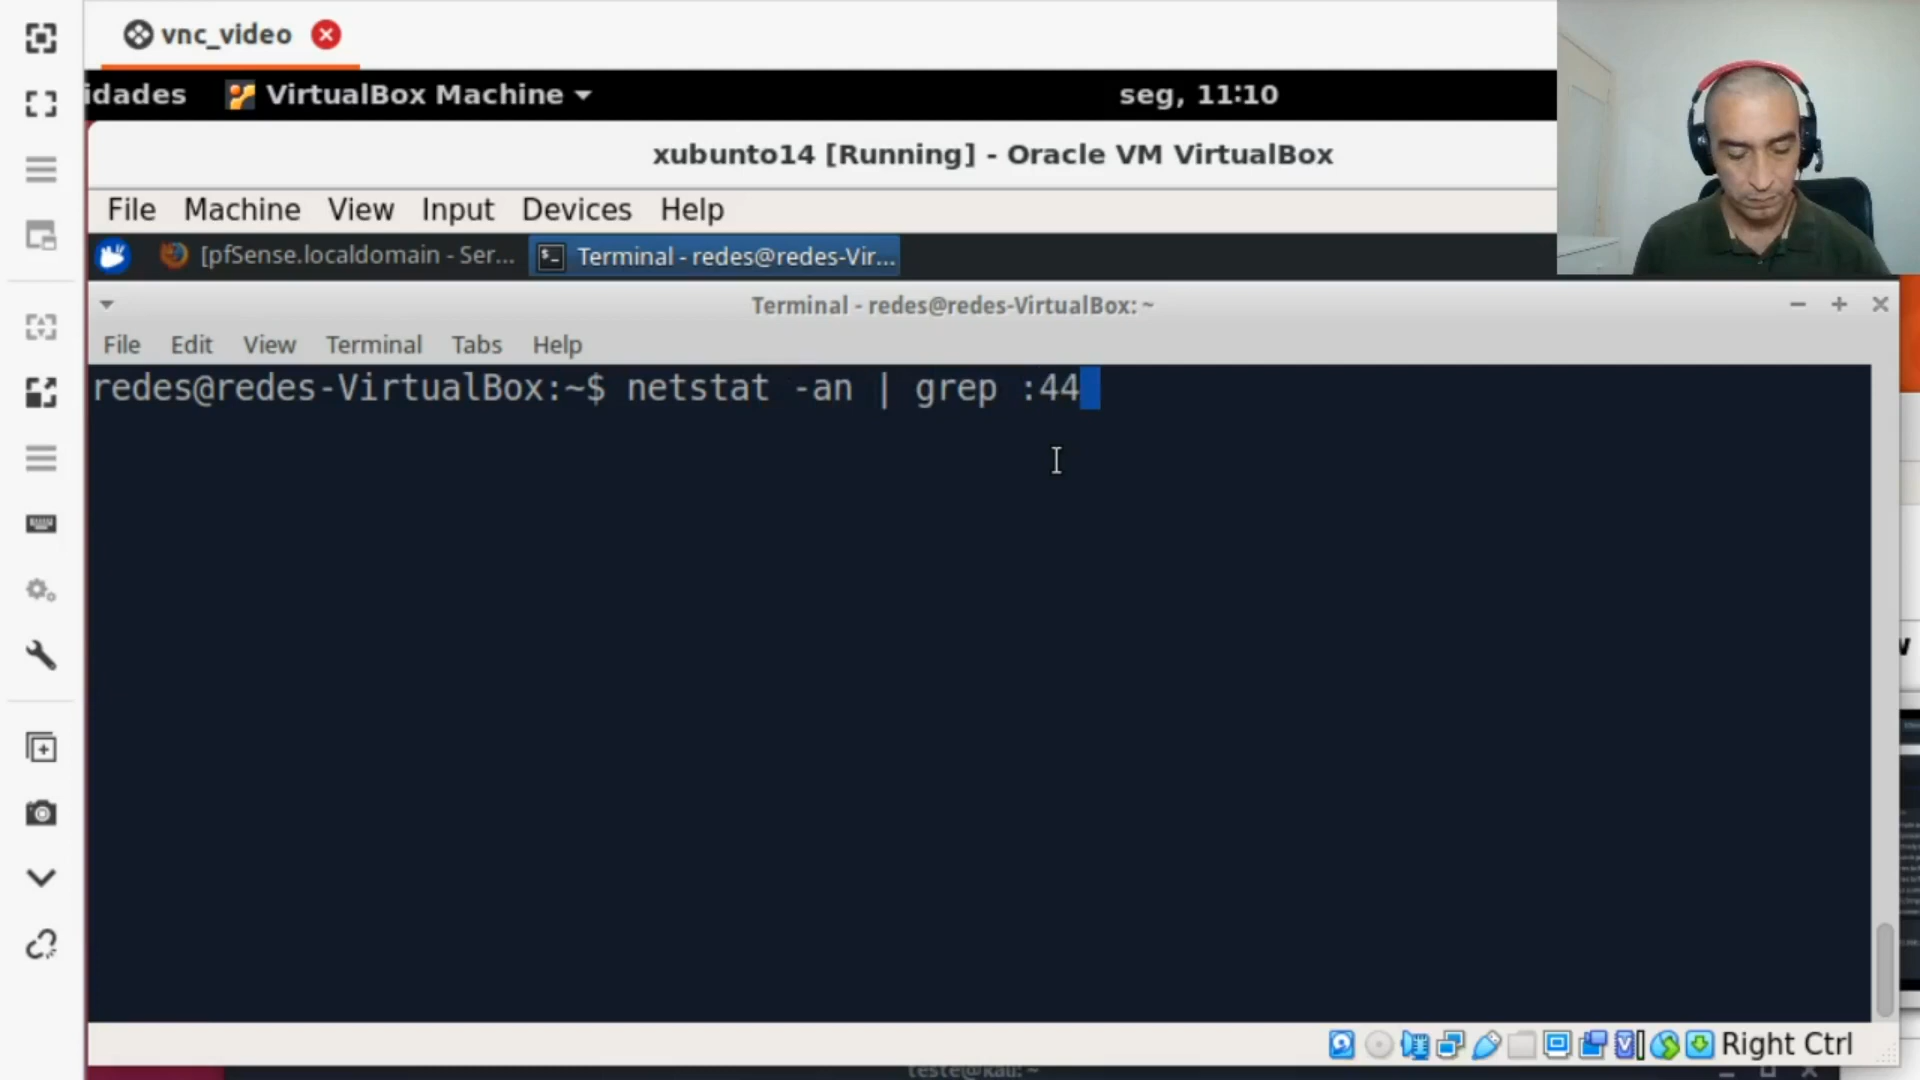 vnc_video
idades VirtualBox Machine seg, 11:10
xubunto14 [Running] - Oracle VM VirtualBox
File Machine View Input Devices Help
[pfSense.localdomain - Ser... Terminal - redes@redes-Vir...
Terminal - redes@redes-VirtualBox: ~
File Edit View Terminal Tabs Help
redes@redes-VirtualBox:~$ netstat -an | grep :44
Right Ctrl
teste@kali: ~